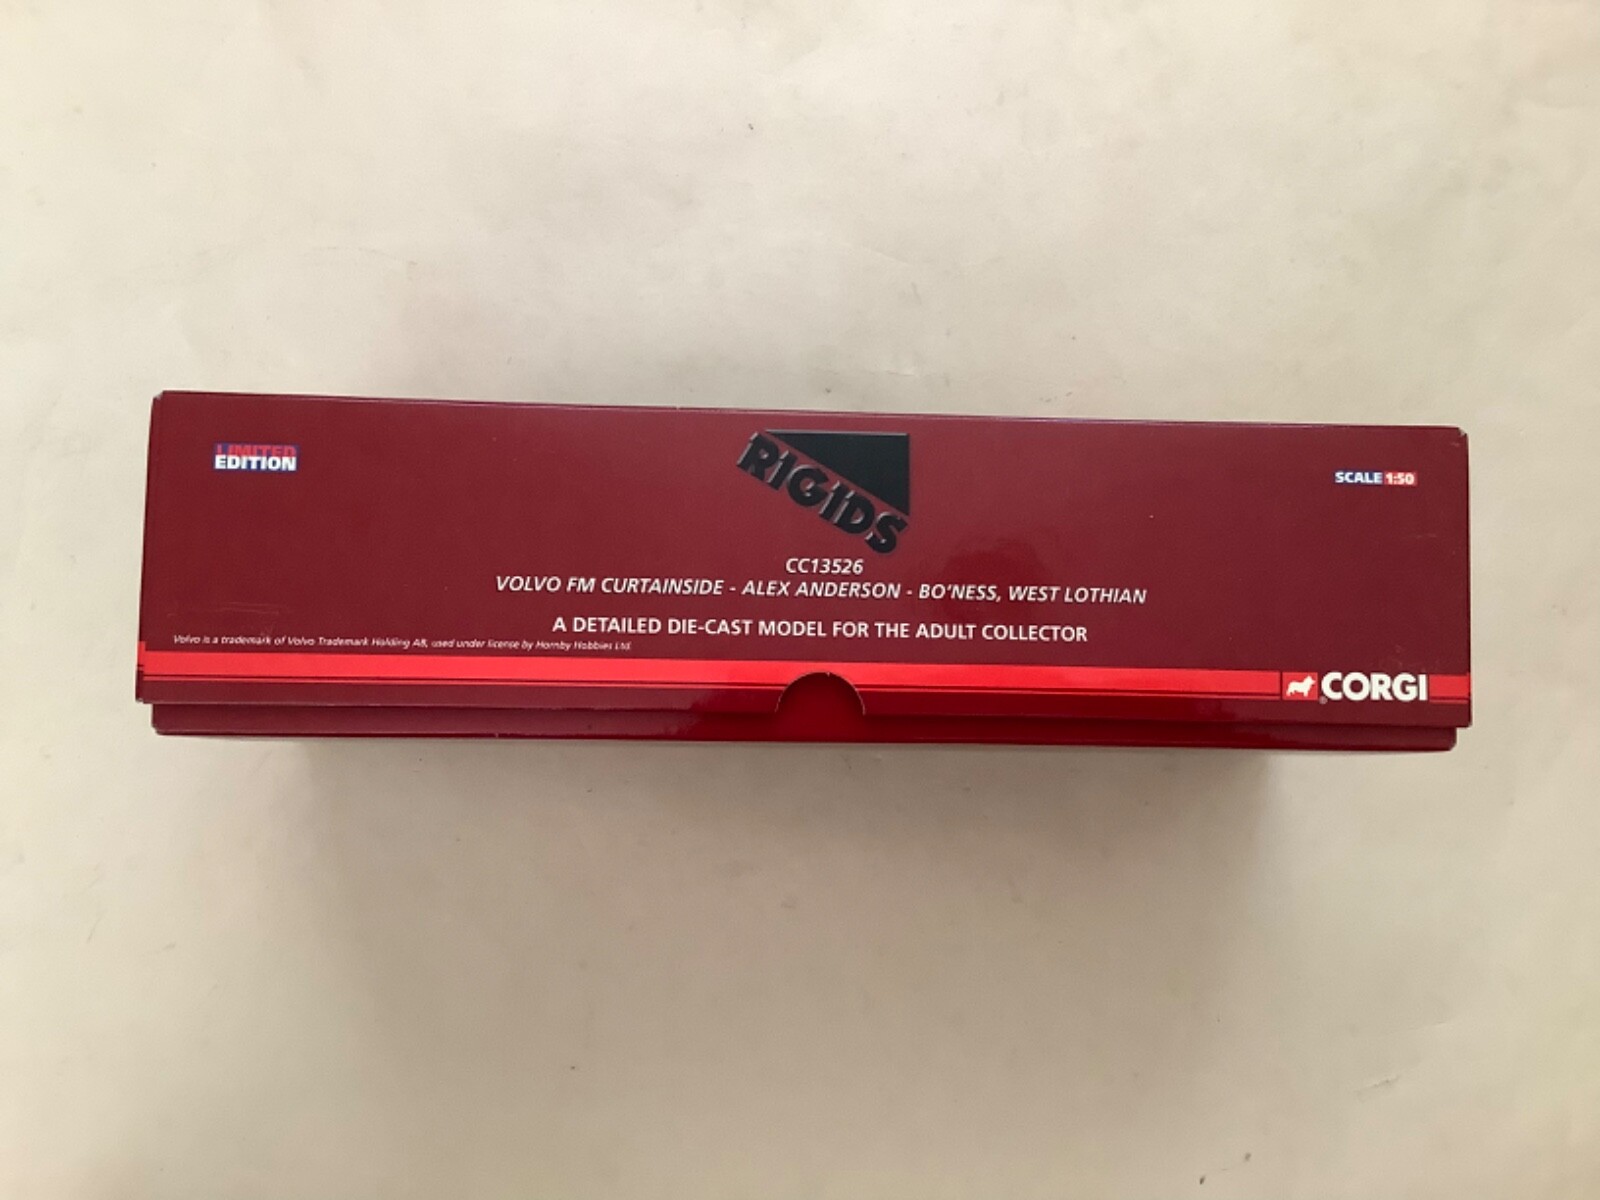 LIMITED
EDITION
RIGIDS
SCALE 1:50
CC13526
VOLVO FM CURTAINSIDE - ALEX ANDERSON - BO'NESS, WEST LOTHIAN
A DETAILED DIE-CAST MODEL FOR THE ADULT COLLECTOR
Volvo is a trademark of Volvo Trademark Holding AB, used under license by Hornby Hobbies Ltd.
®CORGI